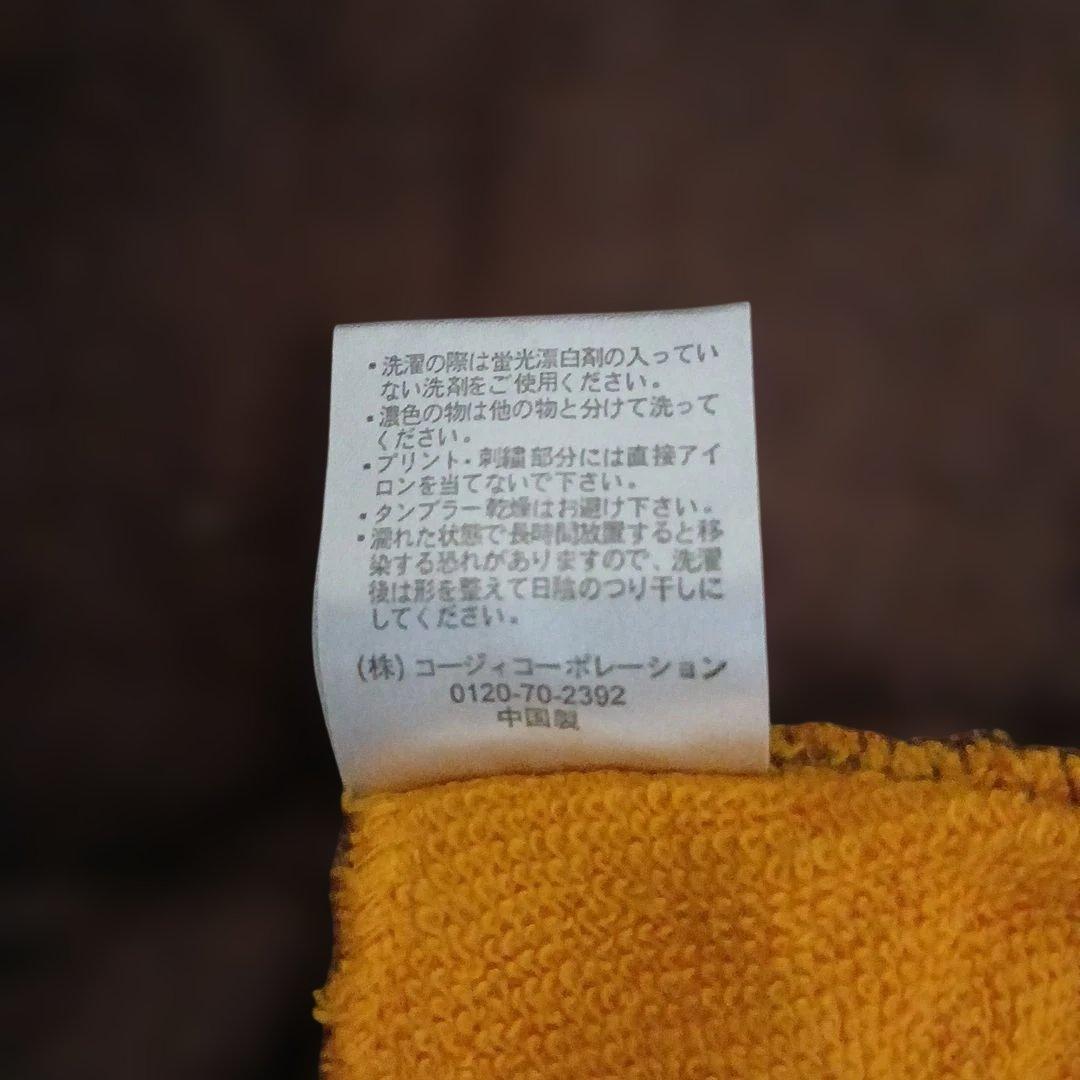 ・洗濯の際は蛍光漂白剤の入ってい
ない洗剤をご使用ください。
・濃色の物は他の物と分けて洗って
ください。
・プリント・刺繍部分には直接アイ
ロンを当てないで下さい。
・タンブラー乾燥はお避け下さい。
・濡れた状態で長時間放置すると移
染する恐れがありますので、洗濯
後は形を整えて日陰のつり干しに
してください。
(株)コージィコーポレーション
0120-70-2392
中国製